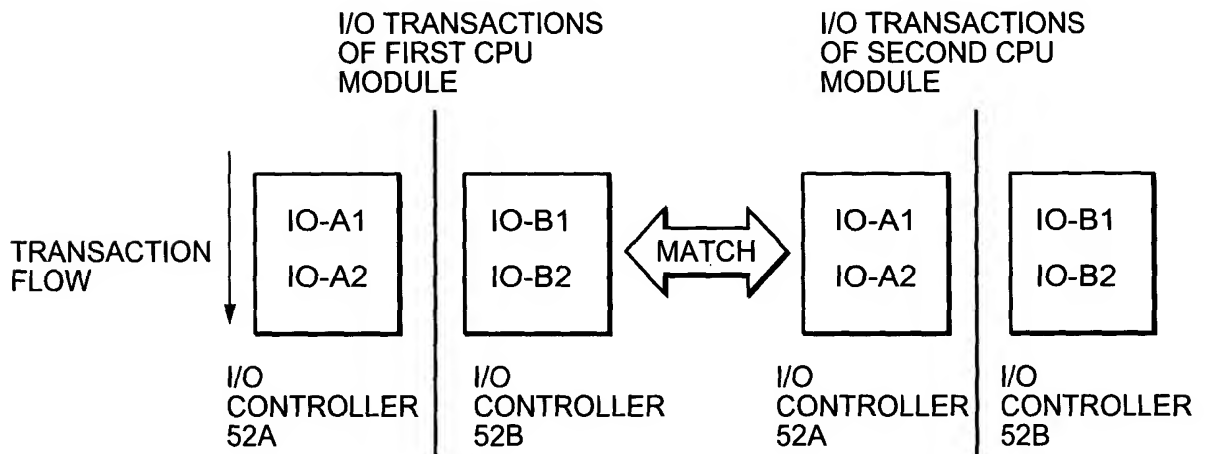 I/O TRANSACTIONS
OF FIRST CPU
MODULE
I/O TRANSACTIONS
OF SECOND CPU
MODULE
TRANSACTION
FLOW
IO-A1
IO-A2
IO-B1
IO-B2
MATCH
IO-A1
IO-A2
IO-B1
IO-B2
I/O
CONTROLLER
52A
I/O
CONTROLLER
52B
I/O
CONTROLLER
52A
I/O
CONTROLLER
52B